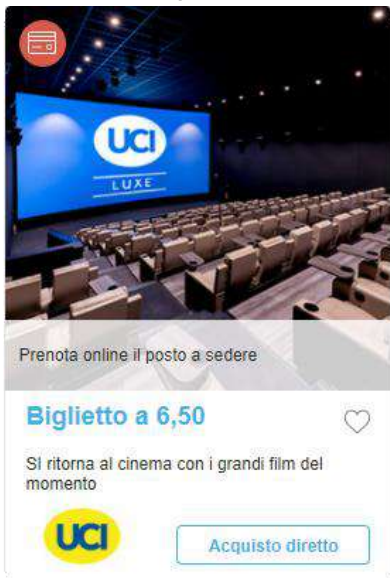 UCI
LUXE
Prenota online il posto a sedere
Biglietto a 6,50
SI ritorna al cinema con i grandi film del
momento
UCI
Acquisto diretto